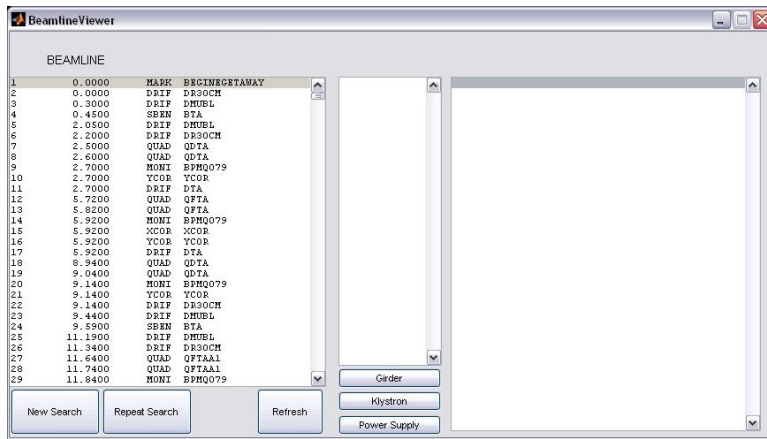 BeamlineViewer
BEAMLINE
1 0.0000 MARK BEGINEGETAWAY
2 0.0000 DRIF DR30CM
3 0.3000 DRIF DMUBL
4 0.4500 SBEN BTA
5 2.0500 DRIF DMUBL
6 2.2000 DRIF DR30CM
7 2.5000 QUAD QDTA
8 2.6000 QUAD QDTA
9 2.7000 MONI BPMQ079
10 2.7000 YCOR YCOR
11 2.7000 DRIF DTA
12 5.7200 QUAD QFTA
13 5.8200 QUAD QFTA
14 5.9200 MONI BPMQ079
15 5.9200 XCOR XCOR
16 5.9200 YCOR YCOR
17 5.9200 DRIF DTA
18 8.9400 QUAD QDTA
19 9.0400 QUAD QDTA
20 9.1400 MONI BPMQ079
21 9.1400 YCOR YCOR
22 9.1400 DRIF DR30CM
23 9.4400 DRIF DMUBL
24 9.5900 SBEN BTA
25 11.1900 DRIF DMUBL
26 11.3400 DRIF DR30CM
27 11.6400 QUAD QFTAA1
28 11.7400 QUAD QFTAA1
29 11.8400 MONI BPMQ079
Girder
Klystron
Power Supply
New Search
Repeat Search
Refresh